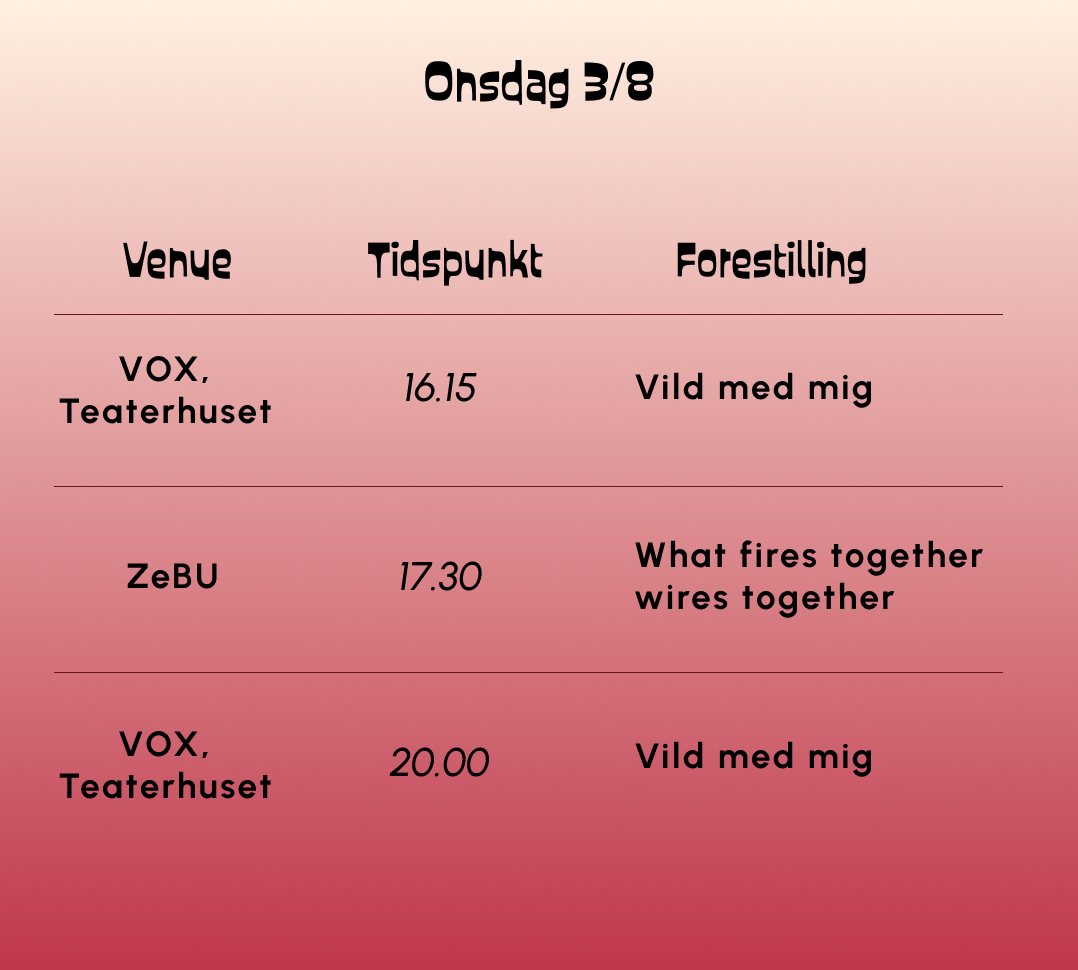 Onsdag 3/8
Venue Tidspunkt Forestilling
VOX,
Teaterhuset
16.15
Vild med mig
ZeBU
17.30
What fires together
wires together
VOX,
Teaterhuset
20.00
Vild med mig